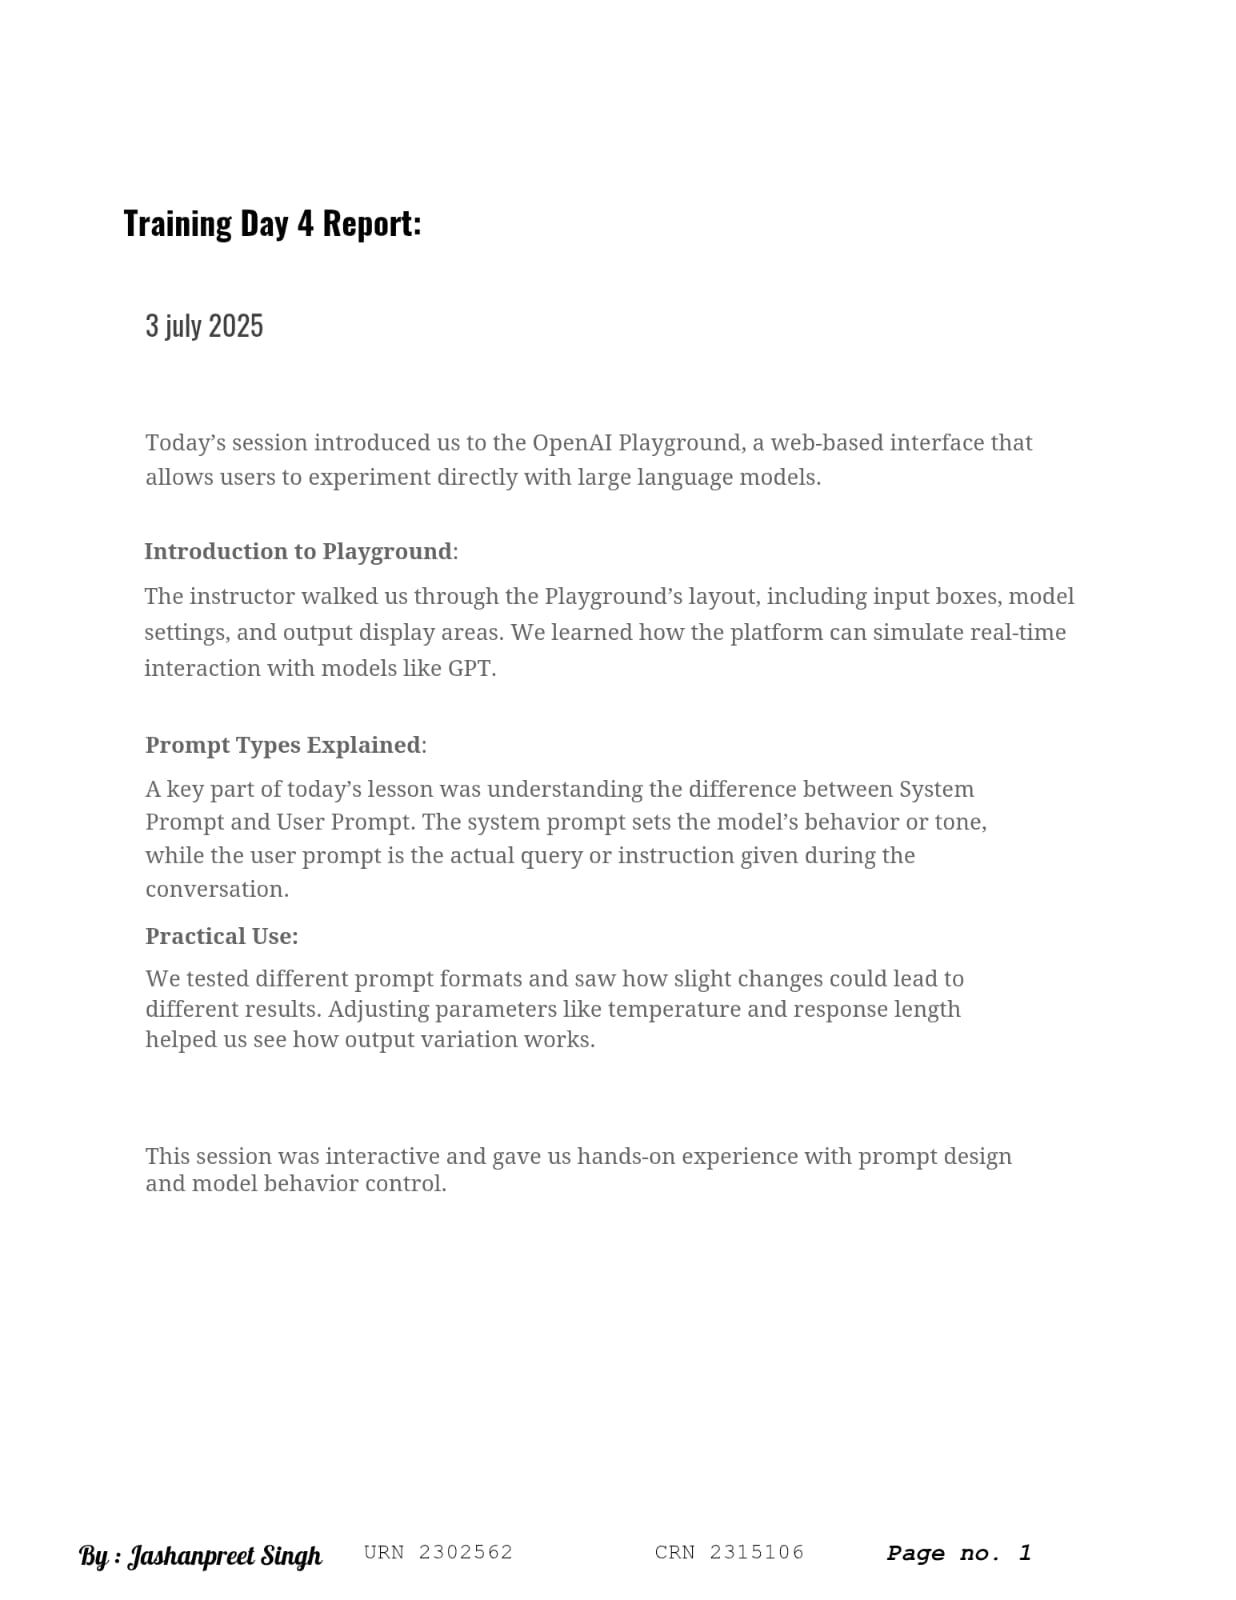 Training Day 4 Report:
3 july 2025
Today’s session introduced us to the OpenAI Playground, a web-based interface that
allows users to experiment directly with large language models.
Introduction to Playground:
The instructor walked us through the Playground’s layout, including input boxes, model
settings, and output display areas. We learned how the platform can simulate real-time
interaction with models like GPT.
Prompt Types Explained:
A key part of today’s lesson was understanding the difference between System
Prompt and User Prompt. The system prompt sets the model’s behavior or tone,
while the user prompt is the actual query or instruction given during the
conversation.
Practical Use:
We tested different prompt formats and saw how slight changes could lead to
different results. Adjusting parameters like temperature and response length
helped us see how output variation works.
This session was interactive and gave us hands-on experience with prompt design
and model behavior control.
By : Jashanpreet Singh URN 2302562 CRN 2315106 Page no. 1